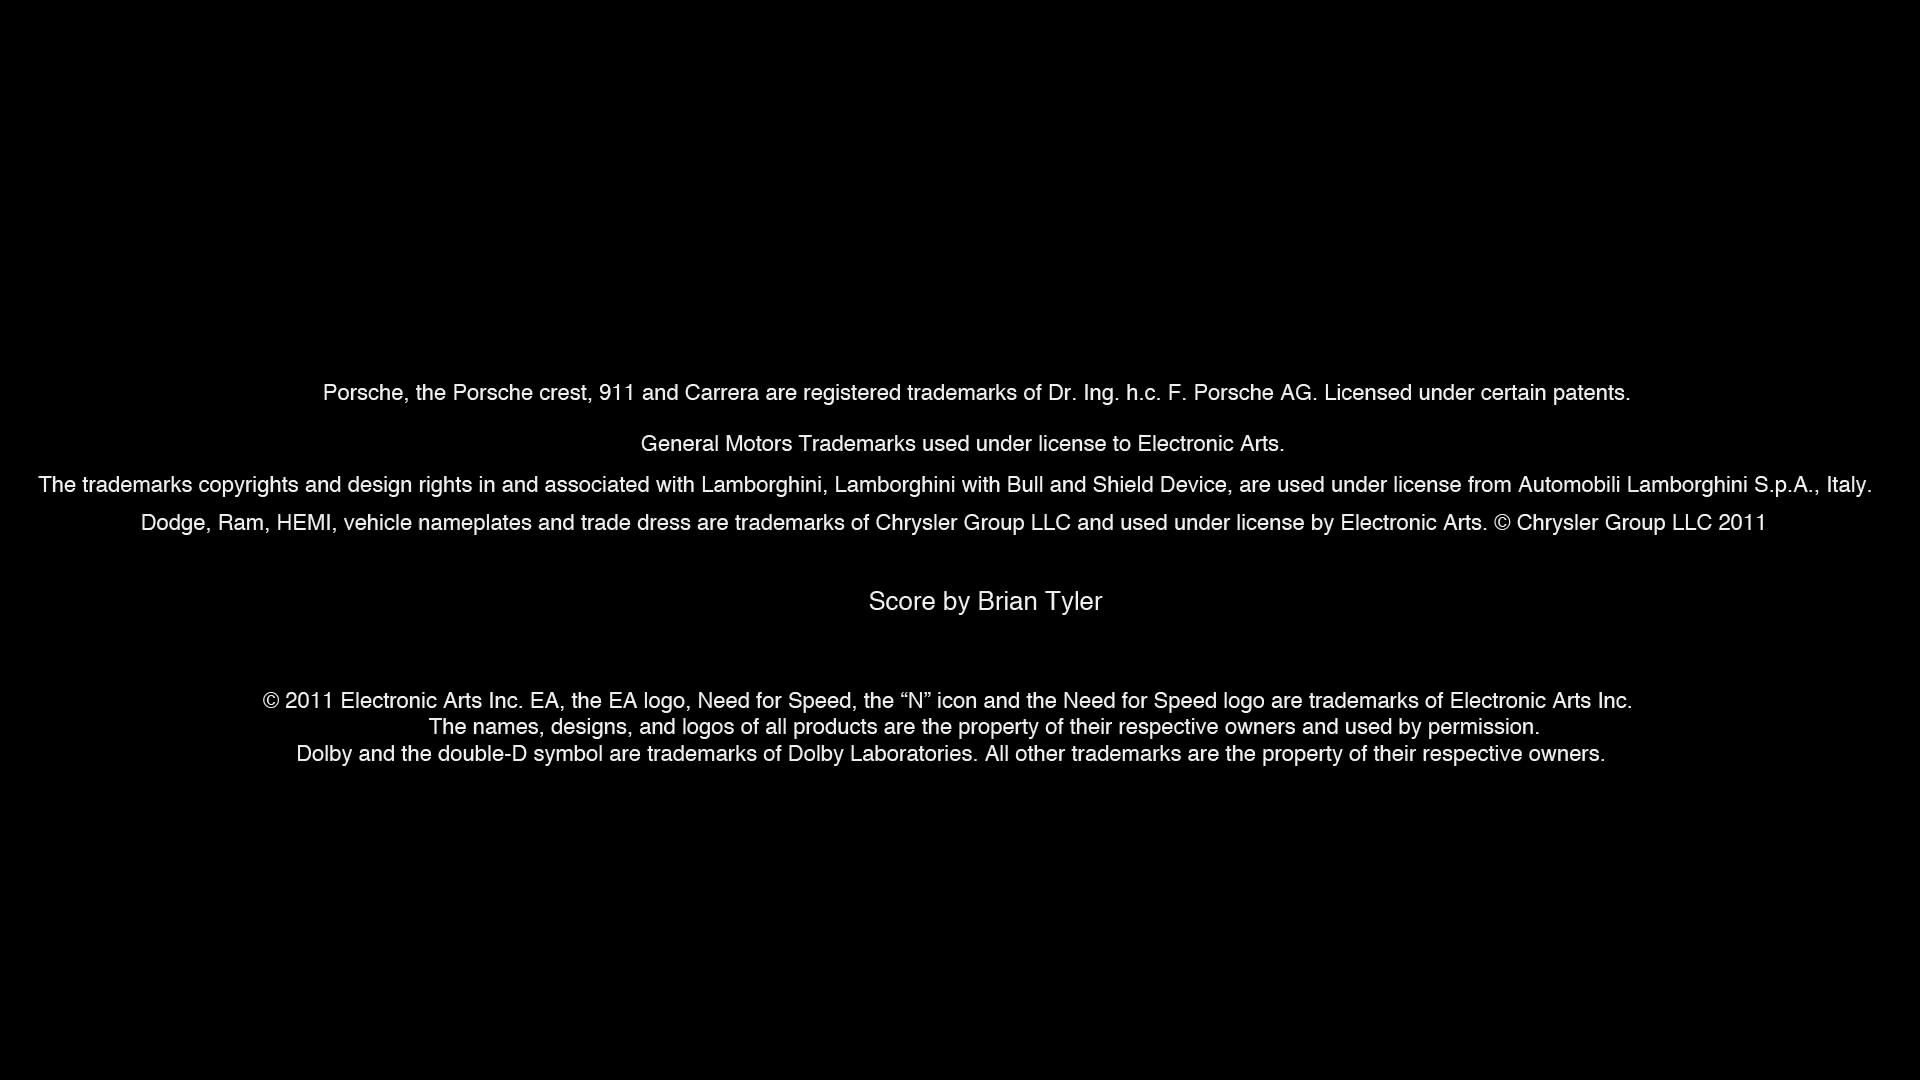 Porsche, the Porsche crest, 911 and Carrera are registered trademarks of Dr. Ing. h.c. F. Porsche AG. Licensed under certain patents.
General Motors Trademarks used under license to Electronic Arts.
The trademarks copyrights and design rights in and associated with Lamborghini, Lamborghini with Bull and Shield Device, are used under license from Automobili Lamborghini S.p.A., Italy.
Dodge, Ram, HEMI, vehicle nameplates and trade dress are trademarks of Chrysler Group LLC and used under license by Electronic Arts. © Chrysler Group LLC 2011
Score by Brian Tyler
© 2011 Electronic Arts Inc. EA, the EA logo, Need for Speed, the “N” icon and the Need for Speed logo are trademarks of Electronic Arts Inc.
The names, designs, and logos of all products are the property of their respective owners and used by permission.
Dolby and the double-D symbol are trademarks of Dolby Laboratories. All other trademarks are the property of their respective owners.